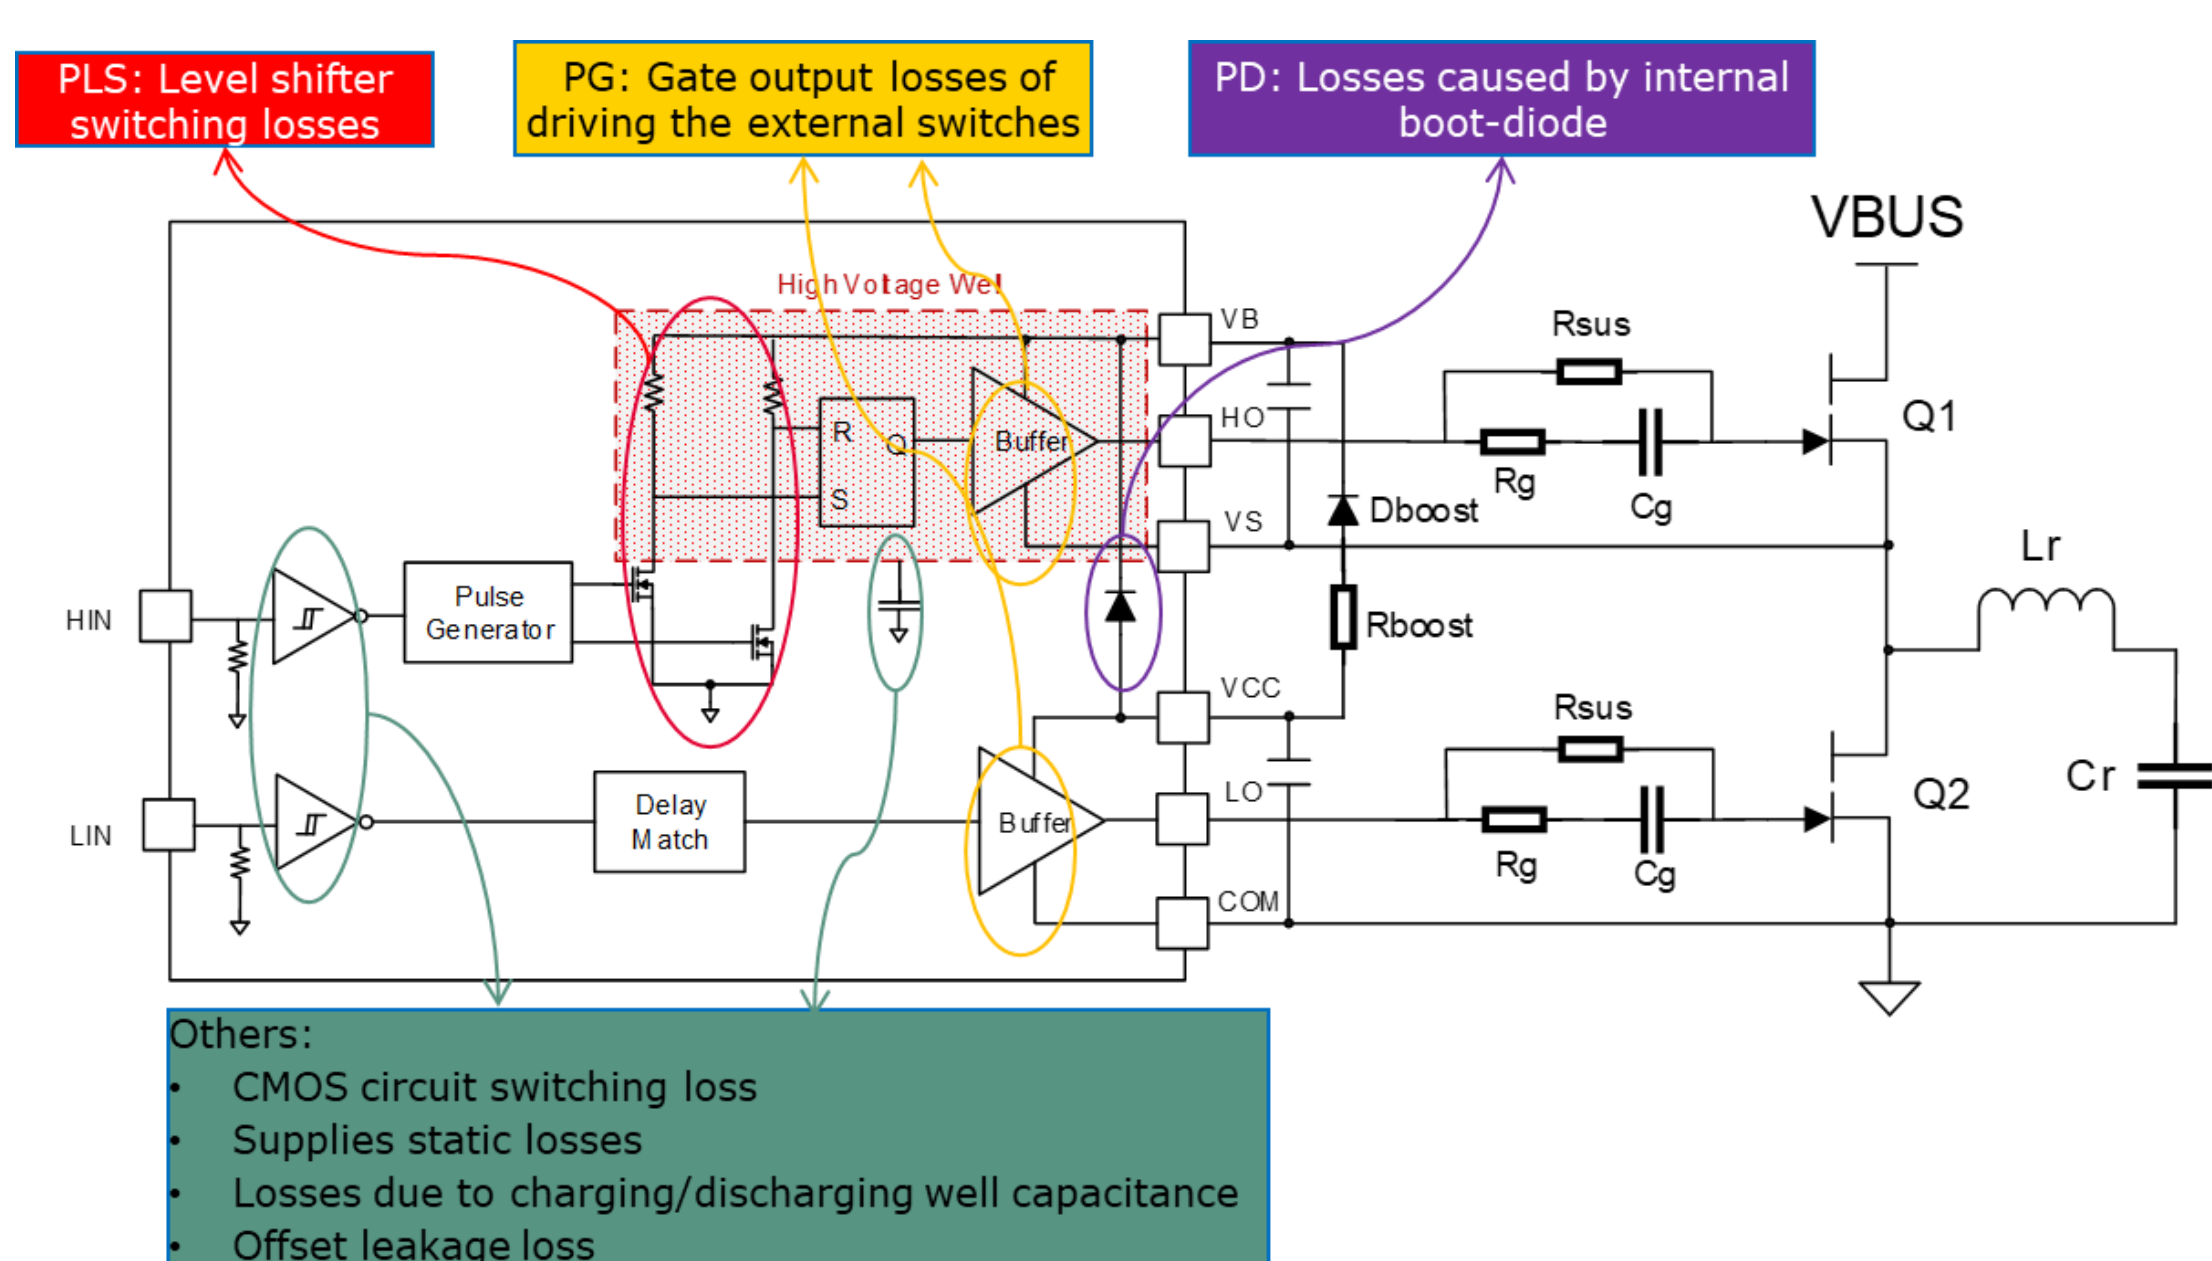 PLS: Level shifter
switching losses
PG: Gate output losses of
driving the external switches
PD: Losses caused by internal
boot-diode
VBUS
High Voltage Wel
VB
Rsus
HO
Q1
R
Q
Buffer
Rg
Cg
S
VS
Dboost
Lr
HIN
Pulse
Generator
Rboost
VCC
Rsus
LIN
Delay
Match
Buffer
LO
Q2
Cr
Rg
Cg
COM
Others:
• CMOS circuit switching loss
• Supplies static losses
• Losses due to charging/discharging well capacitance
• Offset leakage loss